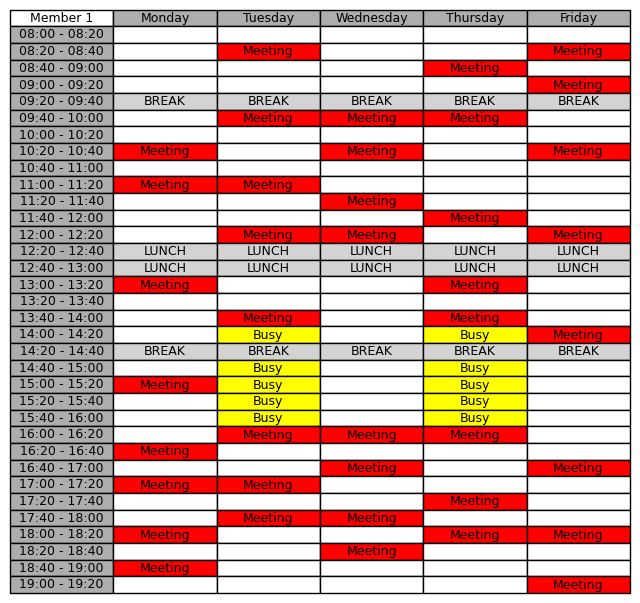 Member 1 Monday Tuesday Wednesday Thursday Friday
08:00 - 08:20
08:20 - 08:40 Meeting Meeting
08:40 - 09:00 Meeting
09:00 - 09:20 Meeting
09:20 - 09:40 BREAK BREAK BREAK BREAK BREAK
09:40 - 10:00 Meeting Meeting Meeting
10:00 - 10:20
10:20 - 10:40 Meeting Meeting Meeting
10:40 - 11:00
11:00 - 11:20 Meeting Meeting
11:20 - 11:40 Meeting
11:40 - 12:00 Meeting
12:00 - 12:20 Meeting Meeting Meeting
12:20 - 12:40 LUNCH LUNCH LUNCH LUNCH LUNCH
12:40 - 13:00 LUNCH LUNCH LUNCH LUNCH LUNCH
13:00 - 13:20 Meeting Meeting
13:20 - 13:40
13:40 - 14:00 Meeting Meeting
14:00 - 14:20 Busy Busy Meeting
14:20 - 14:40 BREAK BREAK BREAK BREAK BREAK
14:40 - 15:00 Busy Busy
15:00 - 15:20 Meeting Busy Busy
15:20 - 15:40 Busy Busy
15:40 - 16:00 Busy Busy
16:00 - 16:20 Meeting Meeting Meeting
16:20 - 16:40 Meeting
16:40 - 17:00 Meeting Meeting
17:00 - 17:20 Meeting Meeting
17:20 - 17:40 Meeting
17:40 - 18:00 Meeting Meeting
18:00 - 18:20 Meeting Meeting Meeting
18:20 - 18:40 Meeting
18:40 - 19:00 Meeting
19:00 - 19:20 Meeting